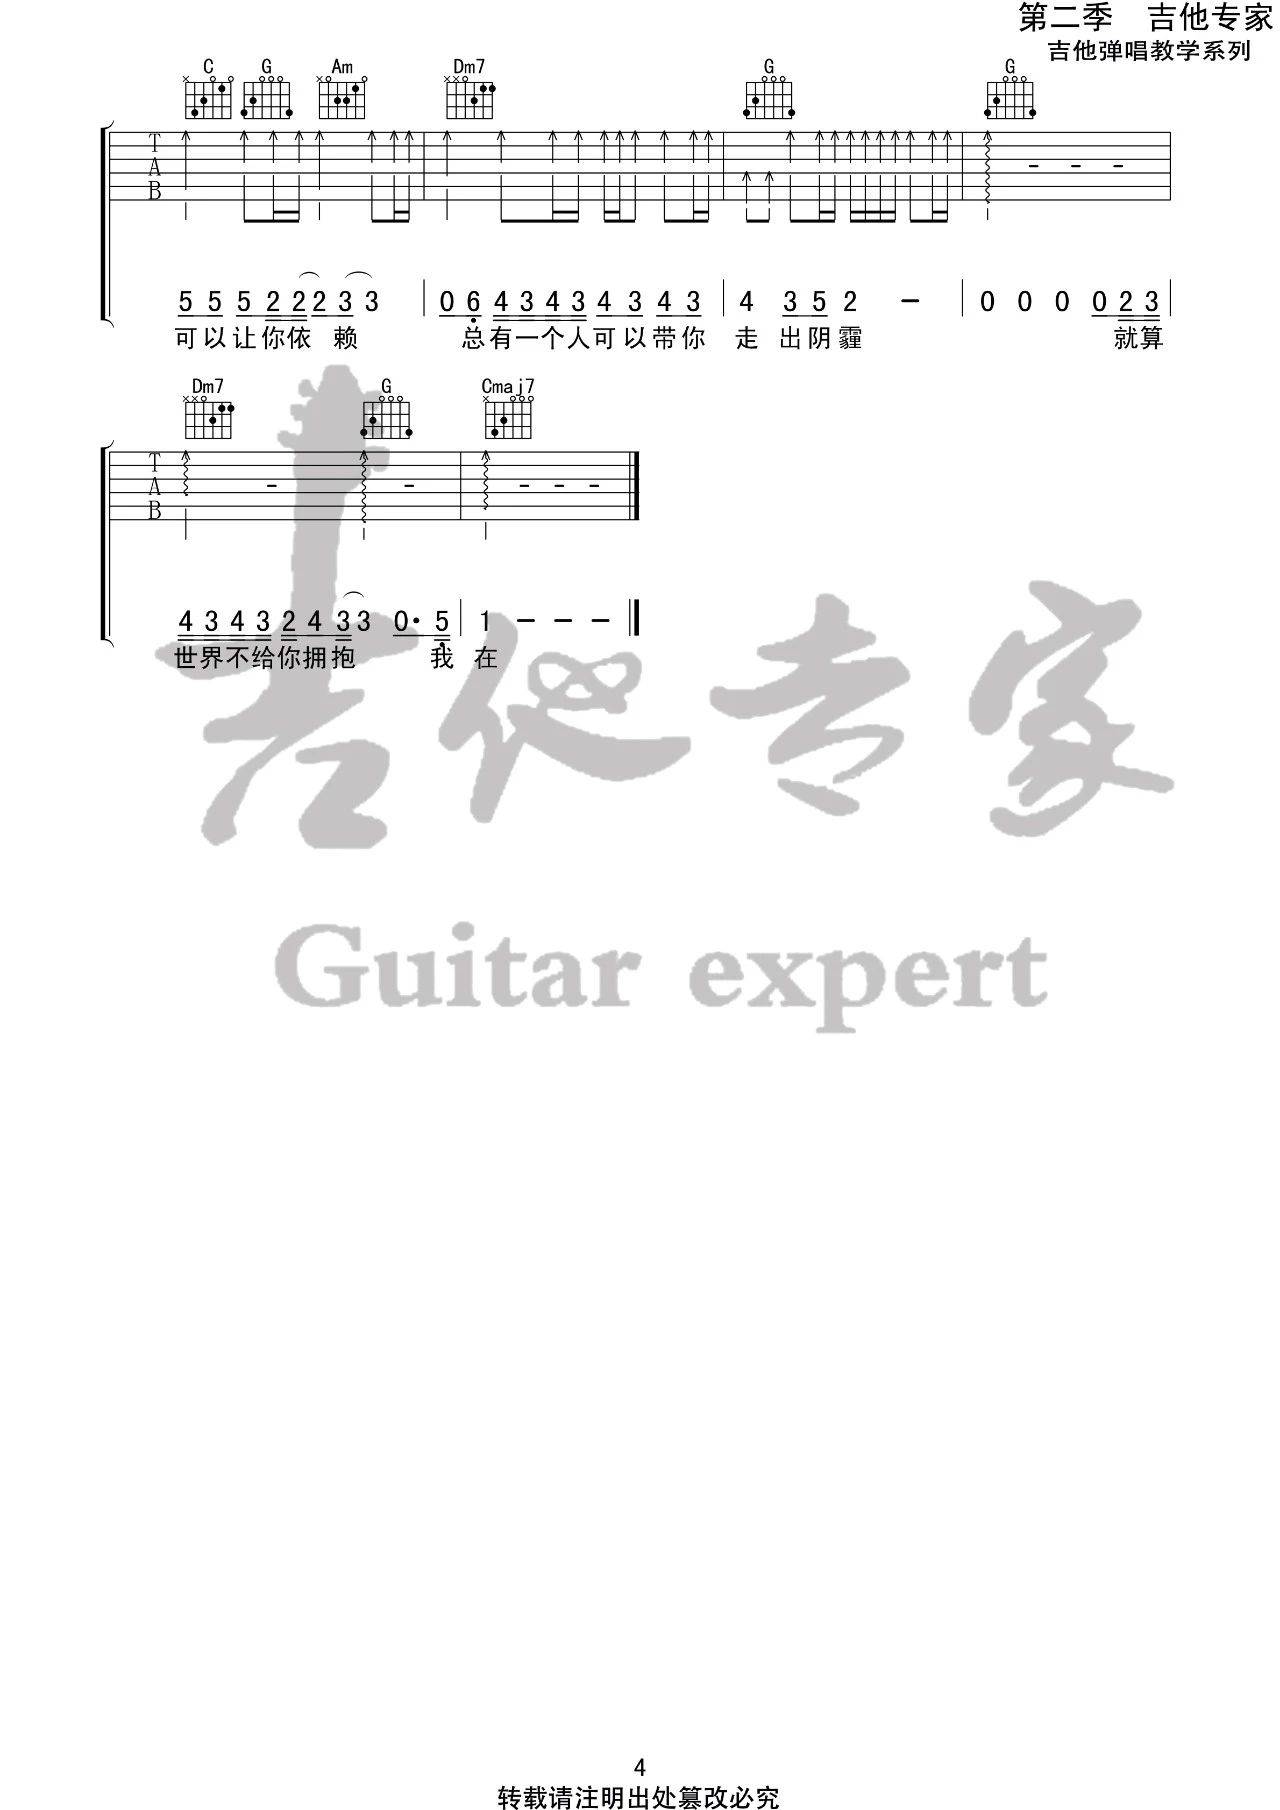 第二季 吉他专家
吉他弹唱教学系列
C G Am Dm7 G G
T
A
B
5 5 5 2 2 2 3 3 0 6 4 3 4 3 4 3 4 3 4 3 5 2 - 0 0 0 0 2 3
可以让你依赖 总有一个人可以带你 走出阴霾 就算
Dm7 G Cmaj7
T
A
B
4 3 4 3 2 4 3 3 0· 5 1 - - -
世界不给你拥抱 我在
吉他专家
Guitar expert
4
转载请注明出处篡改必究